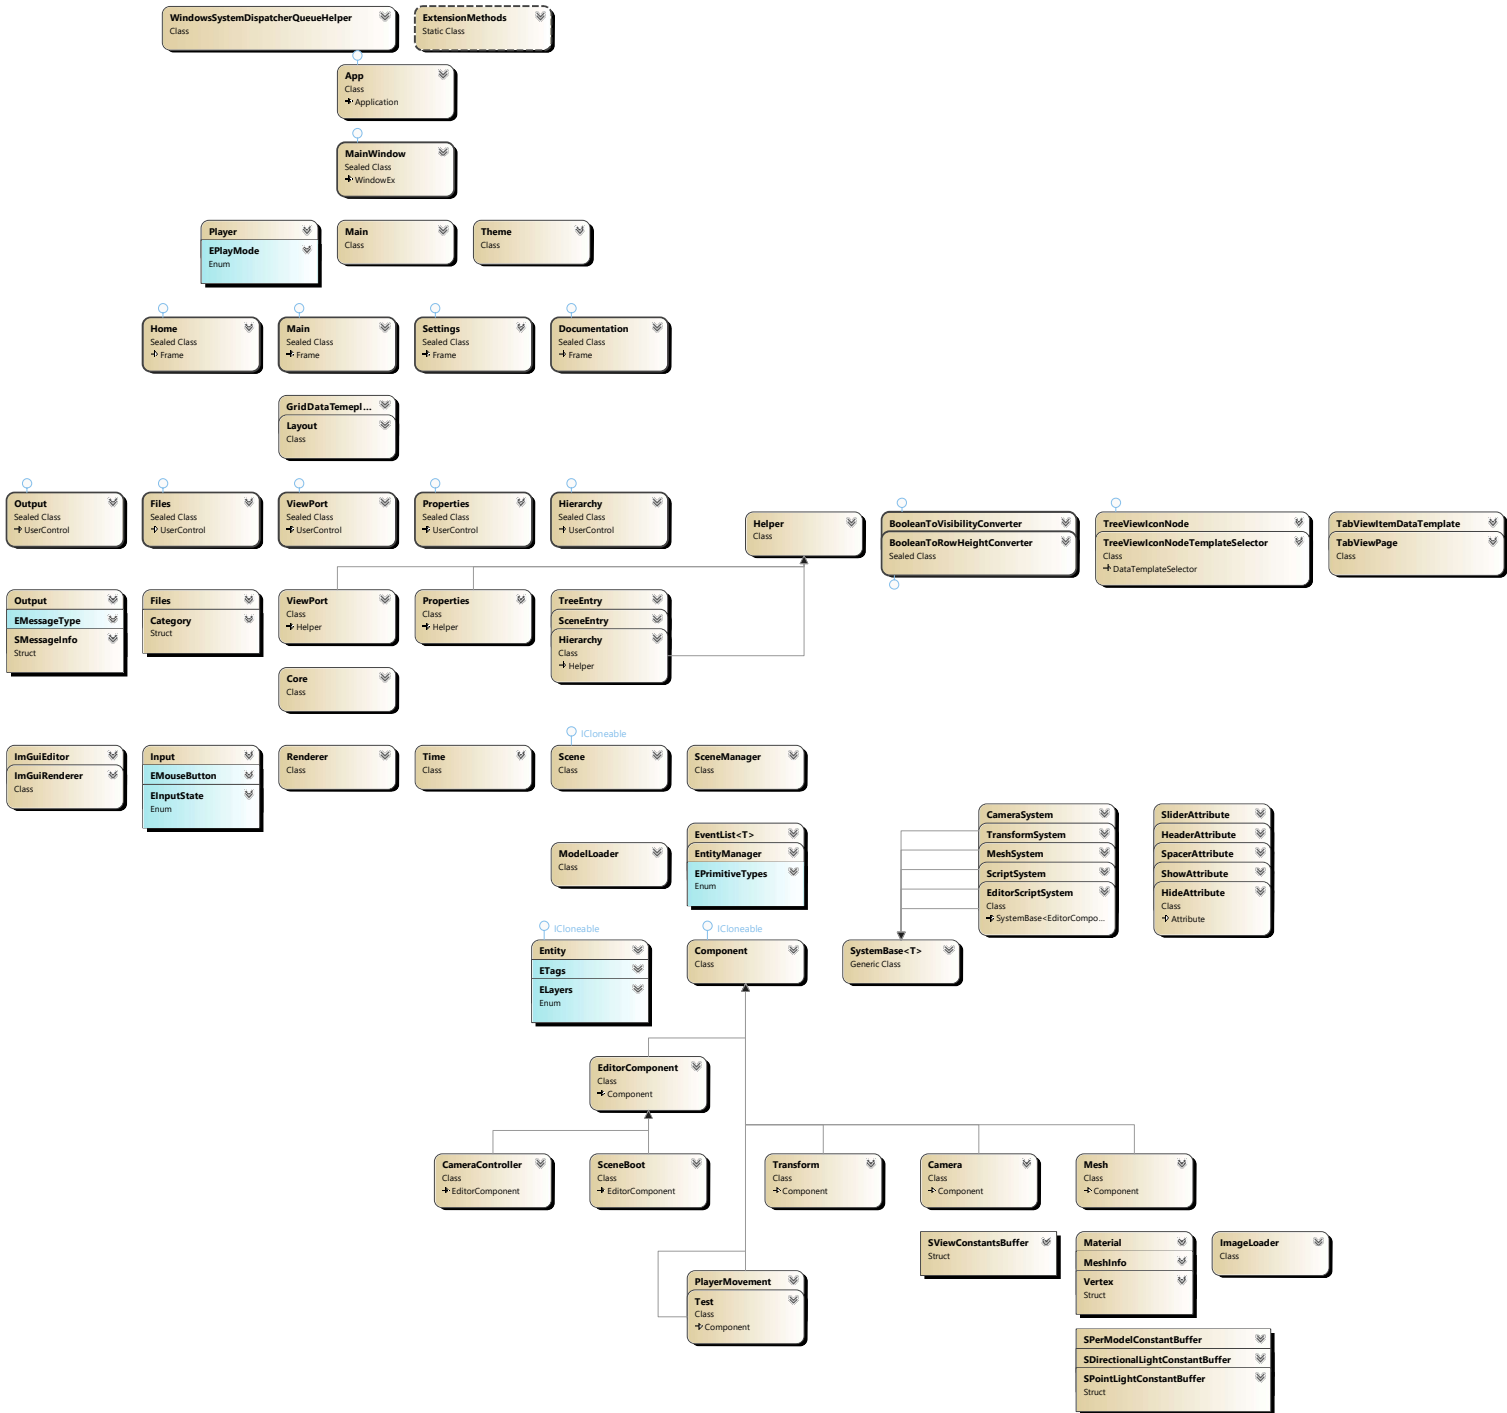 WindowsSystemDispatcherQueueHelper
Class
ExtensionMethods
Static Class
App
Class
Application
MainWindow
Sealed Class
WindowEx
Player
EPlayMode
Enum
Main
Class
Theme
Class
Home
Sealed Class
Frame
Main
Sealed Class
Frame
Settings
Sealed Class
Frame
Documentation
Sealed Class
Frame
GridDataTemepl...
Layout
Class
Output
Sealed Class
UserControl
Files
Sealed Class
UserControl
ViewPort
Sealed Class
UserControl
Properties
Sealed Class
UserControl
Hierarchy
Sealed Class
UserControl
Helper
Class
BooleanToVisibilityConverter
BooleanToRowHeightConverter
Sealed Class
TreeViewIconNode
TreeViewIconNodeTemplateSelector
Class
DataTemplateSelector
TabViewItemDataTemplate
TabViewPage
Class
Output
EMessageType
SMessageInfo
Struct
Files
Category
Struct
ViewPort
Class
Helper
Properties
Class
Helper
TreeEntry
SceneEntry
Hierarchy
Class
Helper
Core
Class
ImGuiEditor
ImGuiRenderer
Class
Input
EMouseButton
EInputState
Enum
Renderer
Class
Time
Class
ICloneable
Scene
Class
SceneManager
Class
ModelLoader
Class
EventList<T>
EntityManager
EPrimitiveTypes
Enum
CameraSystem
TransformSystem
MeshSystem
ScriptSystem
EditorScriptSystem
Class
SystemBase<EditorCompo...
SliderAttribute
HeaderAttribute
SpacerAttribute
ShowAttribute
HideAttribute
Class
Attribute
ICloneable
Entity
ETags
ELayers
Enum
ICloneable
Component
Class
SystemBase<T>
Generic Class
EditorComponent
Class
Component
CameraController
Class
EditorComponent
SceneBoot
Class
EditorComponent
Transform
Class
Component
Camera
Class
Component
Mesh
Class
Component
SViewConstantsBuffer
Struct
Material
MeshInfo
Vertex
Struct
ImageLoader
Class
PlayerMovement
Test
Class
Component
SPerModelConstantBuffer
SDirectionalLightConstantBuffer
SPointLightConstantBuffer
Struct